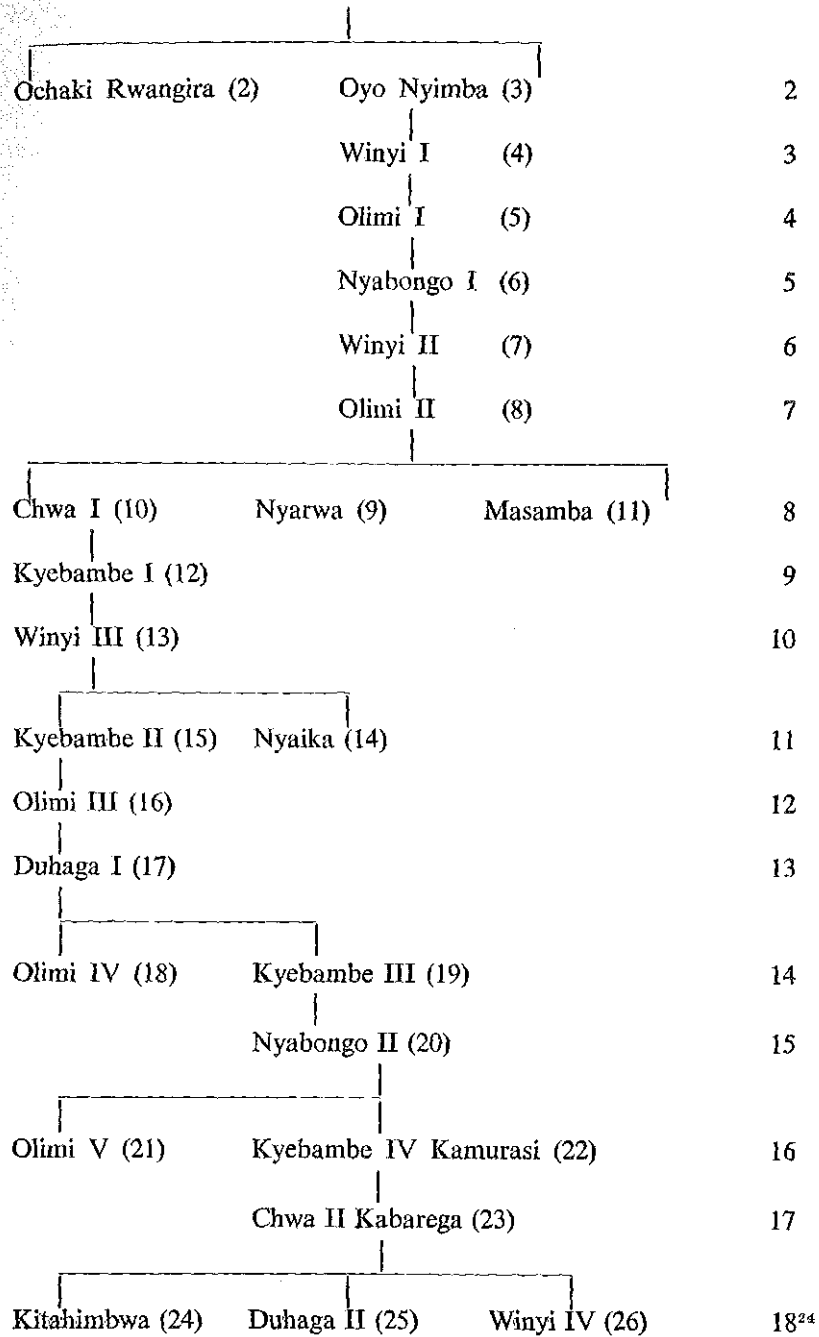 Ochaki Rwangira (2) Oyo Nyimba (3) 2
Winyi I (4) 3
Olimi I (5) 4
Nyabongo I (6) 5
Winyi II (7) 6
Olimi II (8) 7
Chwa I (10) Nyarwa (9) Masamba (11) 8
Kyebambe I (12) 9
Winyi III (13) 10
Kyebambe II (15) Nyaika (14) 11
Olimi III (16) 12
Duhaga I (17) 13
Olimi IV (18) Kyebambe III (19) 14
Nyabongo II (20) 15
Olimi V (21) Kyebambe IV Kamurasi (22) 16
Chwa II Kabarega (23) 17
Kitahimbwa (24) Duhaga II (25) Winyi IV (26) 18²⁴